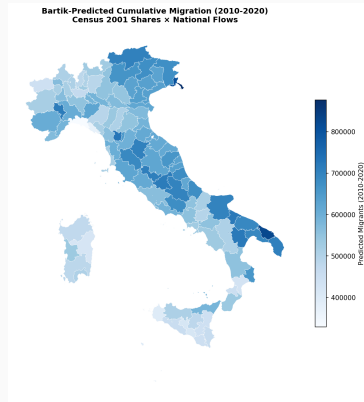 Bartik-Predicted Cumulative Migration (2010-2020)
Census 2001 Shares × National Flows
800000
700000
600000
500000
400000
Predicted Migrants (2010-2020)